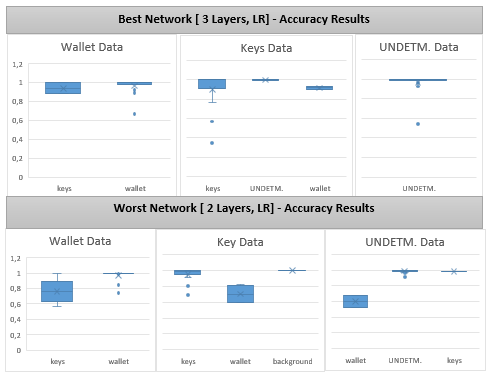 Best Network [ 3 Layers, LR] - Accuracy Results
Wallet Data
Keys Data
UNDETM. Data
1,2
1
0,8
0,6
0,4
0,2
0
keys
wallet
keys
UNDETM.
wallet
UNDETM.
Worst Network [ 2 Layers, LR] - Accuracy Results
Wallet Data
Key Data
UNDETM. Data
1,2
1
0,8
0,6
0,4
0,2
0
keys
wallet
keys
wallet
background
wallet
UNDETM.
keys